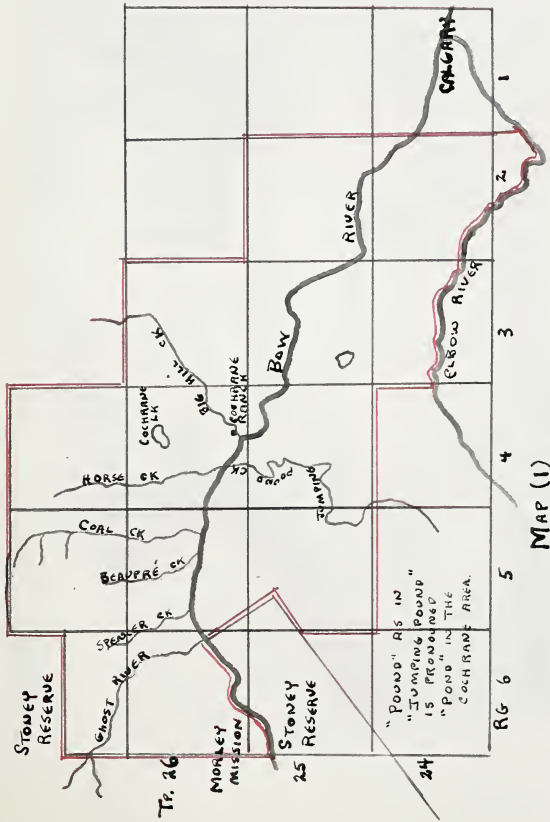 STONEY
RESERVE
GHOST RIVER
SPENCER CK
BEAUPRÉ CK
COAL CK
HORSE CK
COCHRANE
LK
BIG HILL CK
COCHRANE
RANCH
BOW RIVER
CALGARY
JUMPING POUND CK
ELBOW RIVER
MORLEY
MISSION
STONEY
RESERVE
TP. 26
25
24
"POUND" AS IN
"JUMPING POUND"
IS PRONOUNCED
"POND" IN THE
COCHRANE AREA.
RG 6 5 4 3 2 1
MAP (1)